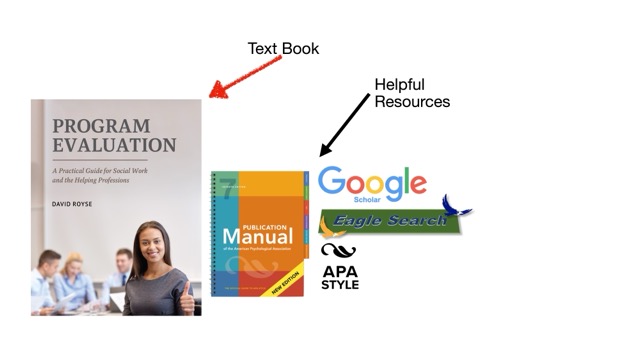 Text Book
Helpful
Resources
PROGRAM
EVALUATION
A Practical Guide for Social Work
and the Helping Professions
DAVID ROYSE
7
PUBLICATION
Manual
of the American Psychological Association
NEW EDITION
Google
Scholar
Eagle Search
APA
STYLE